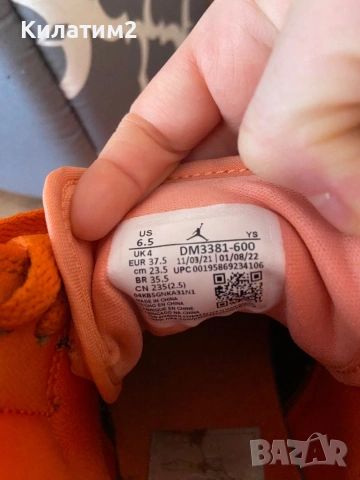 Килатим2
US
6.5
YS
UK 4
DM3381-600
EUR 37.5
11/03/21
01/08/22
cm 23.5
UPC 00195869234106
BR 35.5
CN 235(2.5)
04KBSGNKA31N1
MADE IN CHINA
BAZAR